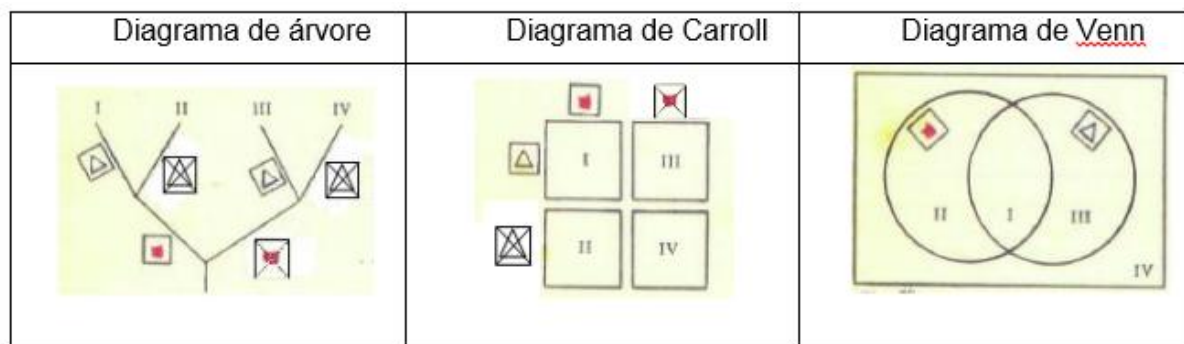 Diagrama de árvore
Diagrama de Carroll
Diagrama de Venn
I II III IV
I III
II IV
II I III
IV